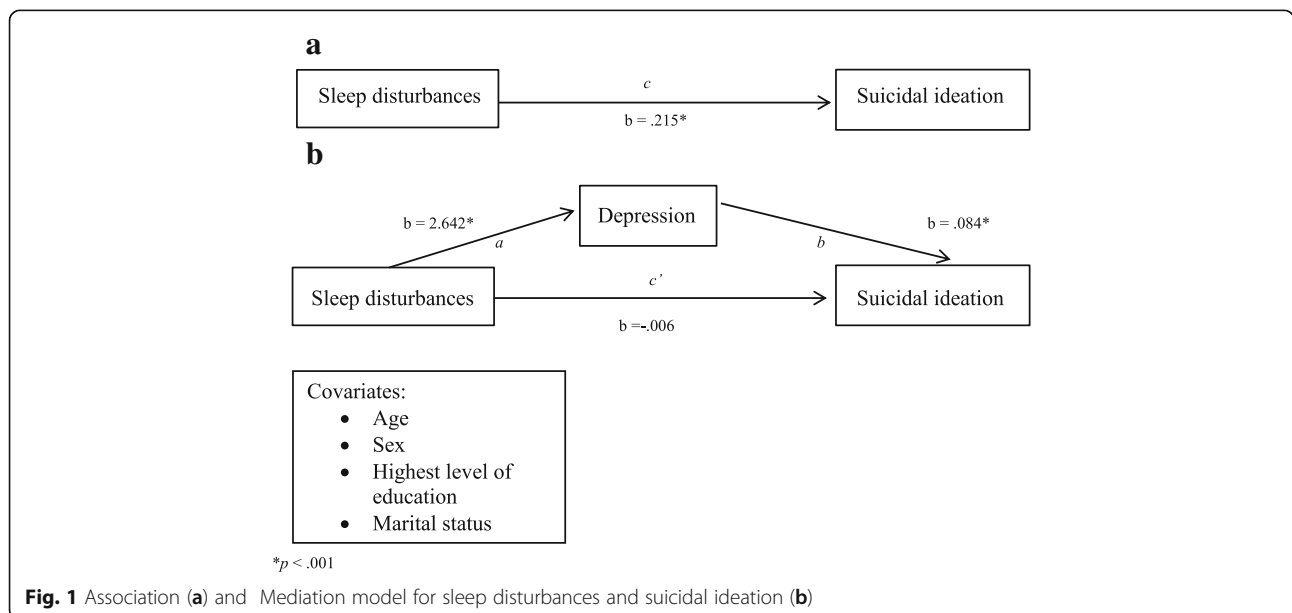 a
Sleep disturbances
c
b = .215*
Suicidal ideation
b
b = 2.642*
a
Depression
b
b = .084*
Sleep disturbances
c’
b =-.006
Suicidal ideation
Covariates:
• Age
• Sex
• Highest level of
education
• Marital status
*p < .001
Fig. 1 Association (a) and Mediation model for sleep disturbances and suicidal ideation (b)